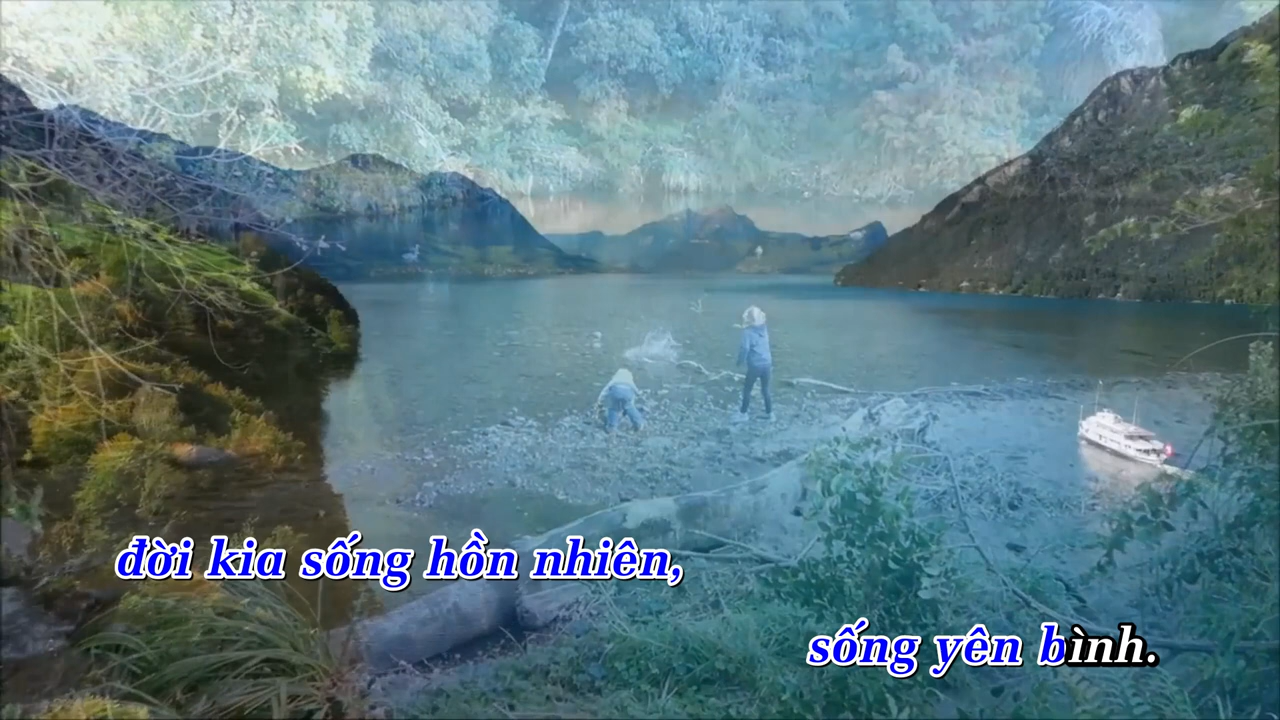 đời kia sống hồn nhiên,
sống yên bình.